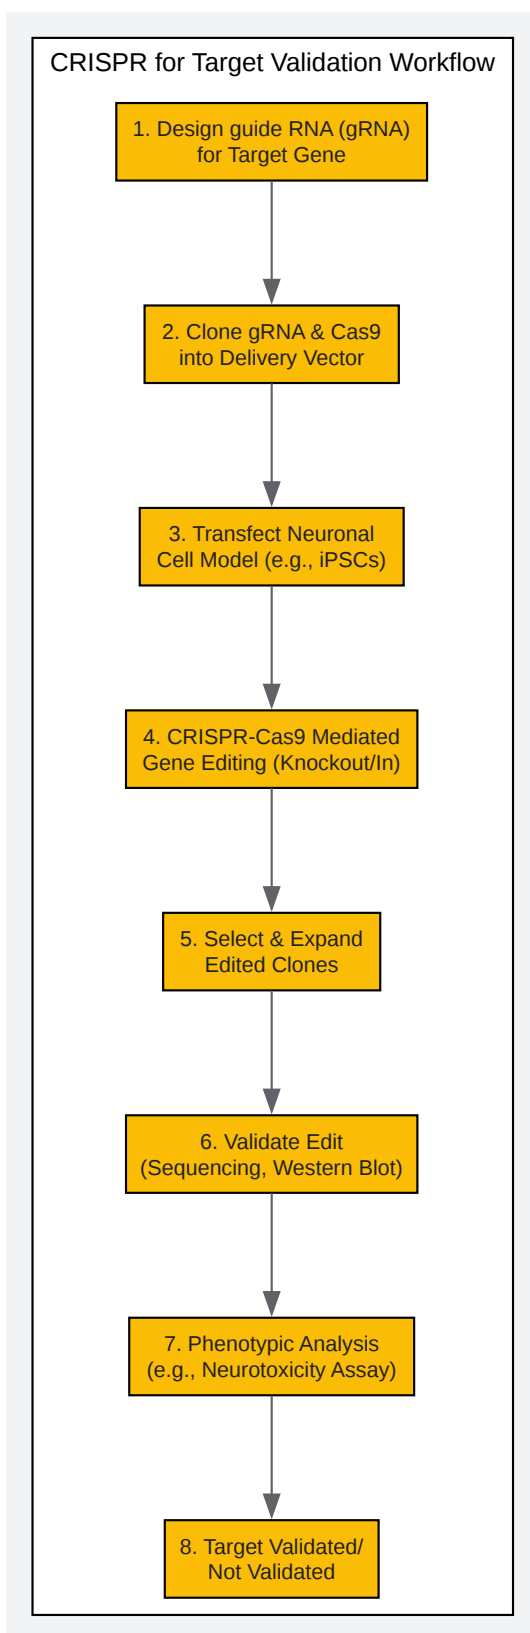 CRISPR for Target Validation Workflow
1. Design guide RNA (gRNA)
for Target Gene
2. Clone gRNA & Cas9
into Delivery Vector
3. Transfect Neuronal
Cell Model (e.g., iPSCs)
4. CRISPR-Cas9 Mediated
Gene Editing (Knockout/In)
5. Select & Expand
Edited Clones
6. Validate Edit
(Sequencing, Western Blot)
7. Phenotypic Analysis
(e.g., Neurotoxicity Assay)
8. Target Validated/
Not Validated